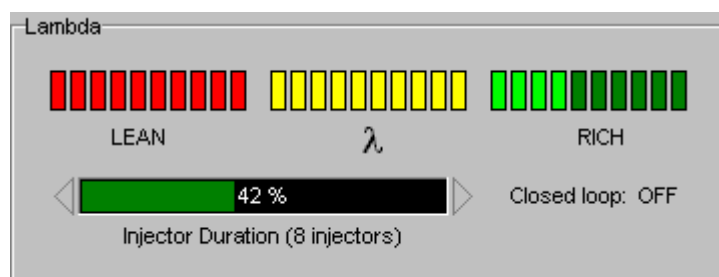 Lambda
LEAN λ RICH
42 %
Closed loop: OFF
Injector Duration (8 injectors)